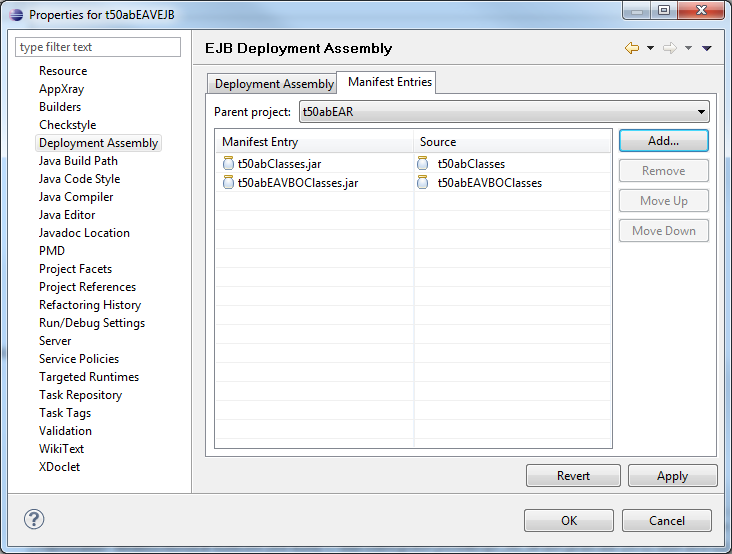 Properties for t50abEAVEJB
type filter text
Resource
AppXray
Builders
Checkstyle
Deployment Assembly
Java Build Path
Java Code Style
Java Compiler
Java Editor
Javadoc Location
PMD
Project Facets
Project References
Refactoring History
Run/Debug Settings
Server
Service Policies
Targeted Runtimes
Task Repository
Task Tags
Validation
WikiText
XDoclet
EJB Deployment Assembly
Deployment Assembly Manifest Entries
Parent project: t50abEAR
Manifest Entry Source
t50abClasses.jar t50abClasses
t50abEAVBOClasses.jar t50abEAVBOClasses
Add...
Remove
Move Up
Move Down
Revert Apply
? OK Cancel